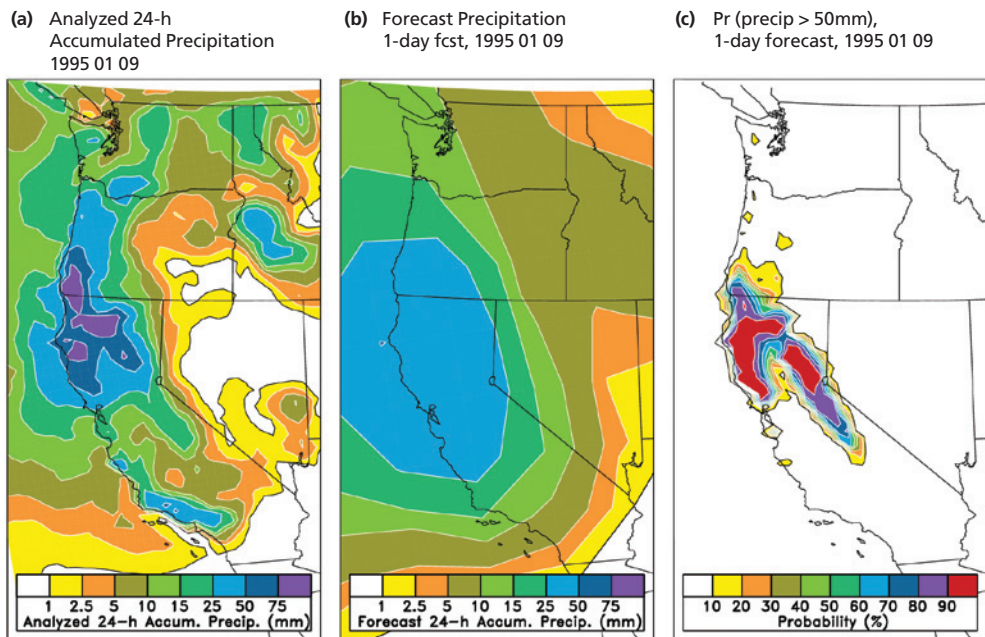 (a) Analyzed 24-h
Accumulated Precipitation
1995 01 09
(b) Forecast Precipitation
1-day fcst, 1995 01 09
(c) Pr (precip > 50mm),
1-day forecast, 1995 01 09
1 2.5 5 10 15 25 50 75
Analyzed 24-h Accum. Precip. (mm)
1 2.5 5 10 15 25 50 75
Forecast 24-h Accum. Precip. (mm)
10 20 30 40 50 60 70 80 90
Probability (%)